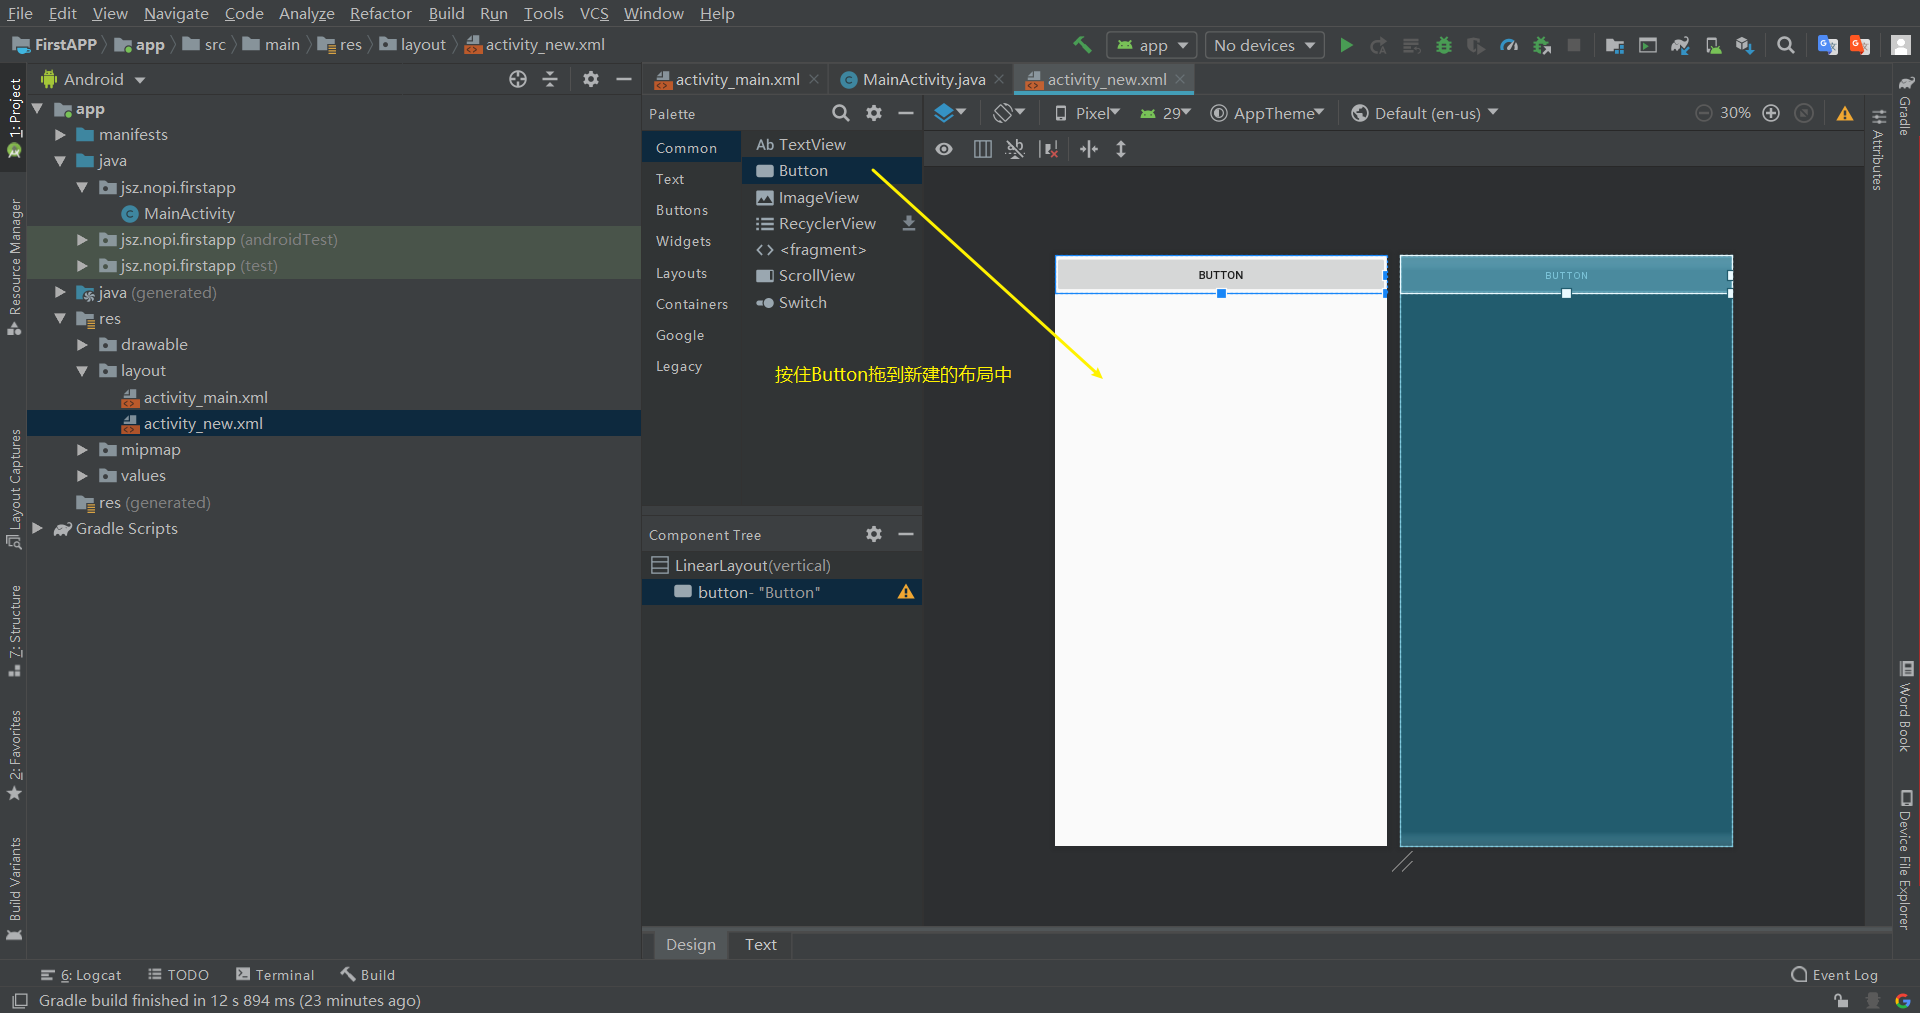 File Edit View Navigate Code Analyze Refactor Build Run Tools VCS Window Help
FirstAPP app src main res layout activity_new.xml
app No devices
1: Project
Resource Manager
Layout Captures
7: Structure
2: Favorites
Build Variants
Android
app
manifests
java
jsz.nopi.firstapp
MainActivity
jsz.nopi.firstapp (androidTest)
jsz.nopi.firstapp (test)
java (generated)
res
drawable
layout
activity_main.xml
activity_new.xml
mipmap
values
res (generated)
Gradle Scripts
activity_main.xml MainActivity.java activity_new.xml
Palette
Common
Text
Buttons
Widgets
Layouts
Containers
Google
Legacy
Ab TextView
Button
ImageView
RecyclerView
<fragment>
ScrollView
Switch
按住Button拖到新建的布局中
Component Tree
LinearLayout(vertical)
button- "Button"
Pixel 29 AppTheme Default (en-us) 30%
BUTTON
BUTTON
Design Text
Gradle
Attributes
Word Book
Device File Explorer
6: Logcat TODO Terminal Build Event Log
Gradle build finished in 12 s 894 ms (23 minutes ago)